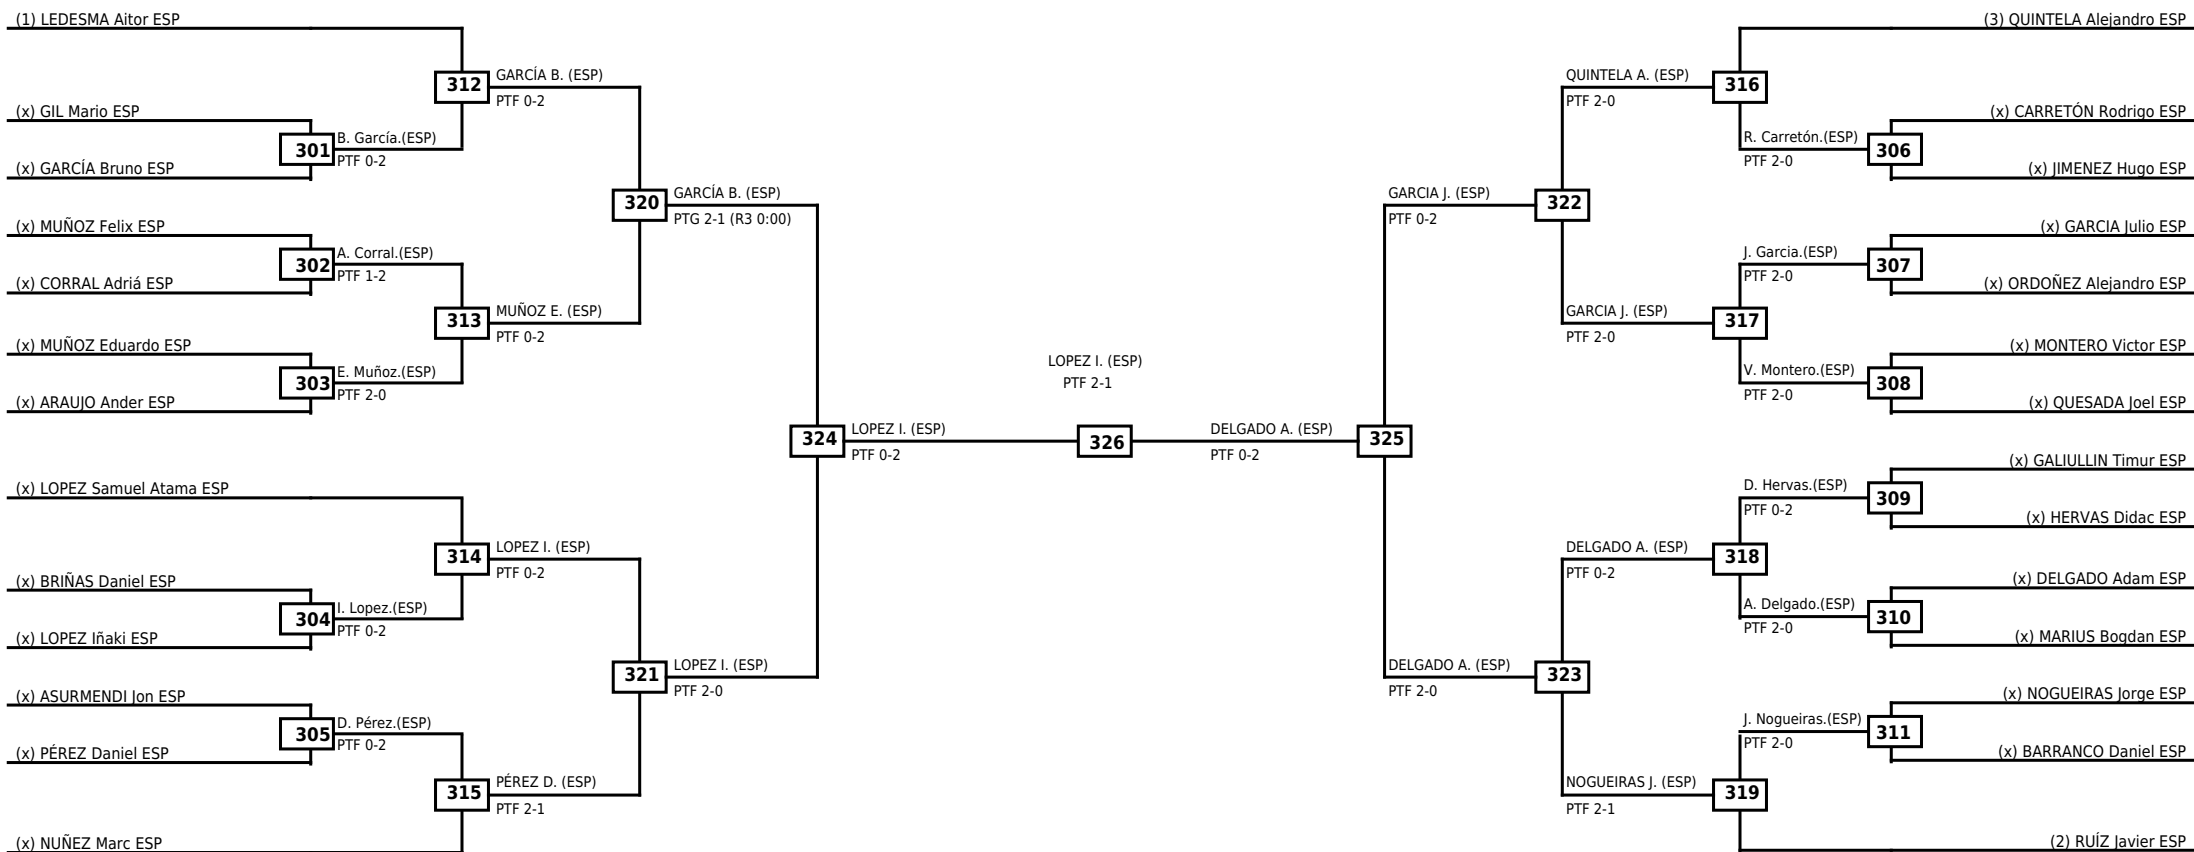 (1) LEDESMA Aitor ESP
(x) GIL Mario ESP
(x) GARCÍA Bruno ESP
(x) MUÑOZ Felix ESP
(x) CORRAL Adriá ESP
(x) MUÑOZ Eduardo ESP
(x) ARAUJO Ander ESP
(x) LOPEZ Samuel Atama ESP
(x) BRIÑAS Daniel ESP
(x) LOPEZ Iñaki ESP
(x) ASURMENDI Jon ESP
(x) PÉREZ Daniel ESP
(x) NUÑEZ Marc ESP
301
B. García.(ESP)
PTF 0-2
302
A. Corral.(ESP)
PTF 1-2
303
E. Muñoz.(ESP)
PTF 2-0
304
I. Lopez.(ESP)
PTF 0-2
305
D. Pérez.(ESP)
PTF 0-2
312
GARCÍA B. (ESP)
PTF 0-2
313
MUÑOZ E. (ESP)
PTF 0-2
314
LOPEZ I. (ESP)
PTF 0-2
315
PÉREZ D. (ESP)
PTF 2-1
320
GARCÍA B. (ESP)
PTG 2-1 (R3 0:00)
321
LOPEZ I. (ESP)
PTF 2-0
324
LOPEZ I. (ESP)
PTF 0-2
LOPEZ I. (ESP)
PTF 2-1
326
DELGADO A. (ESP)
PTF 0-2
325
GARCIA J. (ESP)
PTF 0-2
322
DELGADO A. (ESP)
PTF 2-0
323
QUINTELA A. (ESP)
PTF 2-0
316
GARCIA J. (ESP)
PTF 2-0
317
DELGADO A. (ESP)
PTF 0-2
318
NOGUEIRAS J. (ESP)
PTF 2-1
319
R. Carretón.(ESP)
PTF 2-0
306
J. Garcia.(ESP)
PTF 2-0
307
V. Montero.(ESP)
PTF 2-0
308
D. Hervas.(ESP)
PTF 0-2
309
A. Delgado.(ESP)
PTF 2-0
310
J. Nogueiras.(ESP)
PTF 2-0
311
(3) QUINTELA Alejandro ESP
(x) CARRETÓN Rodrigo ESP
(x) JIMENEZ Hugo ESP
(x) GARCIA Julio ESP
(x) ORDOÑEZ Alejandro ESP
(x) MONTERO Victor ESP
(x) QUESADA Joel ESP
(x) GALIULLIN Timur ESP
(x) HERVAS Didac ESP
(x) DELGADO Adam ESP
(x) MARIUS Bogdan ESP
(x) NOGUEIRAS Jorge ESP
(x) BARRANCO Daniel ESP
(2) RUÍZ Javier ESP